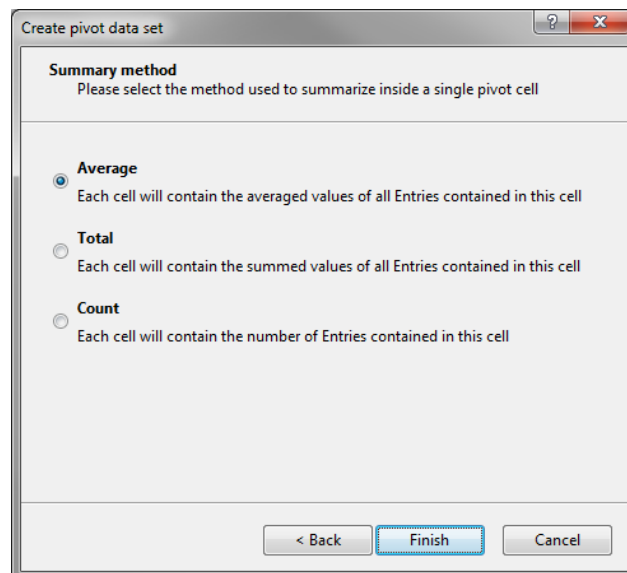 Create pivot data set
?
Summary method
Please select the method used to summarize inside a single pivot cell
Average
Each cell will contain the averaged values of all Entries contained in this cell
Total
Each cell will contain the summed values of all Entries contained in this cell
Count
Each cell will contain the number of Entries contained in this cell
< Back Finish Cancel